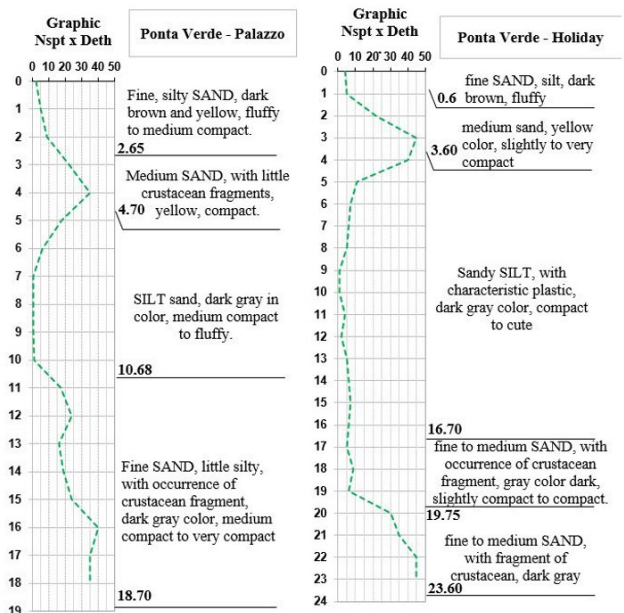 Graphic
Nspt x Deth
Ponta Verde - Palazzo
0 10 20 30 40 50
0
1
2
3
4
5
6
7
8
9
10
11
12
13
14
15
16
17
18
19
Fine, silty SAND, dark
brown and yellow, fluffy
to medium compact.
2.65
Medium SAND, with little
crustacean fragments,
4.70
yellow, compact.
SILT sand, dark gray in
color, medium compact
to fluffy.
10.68
Fine SAND, little silty,
with occurrence of
crustacean fragment,
dark gray color, medium
compact to very compact
18.70
Graphic
Nspt x Deth
Ponta Verde - Holiday
0 10 20 30 40 50
0
1
2
3
4
5
6
7
8
9
10
11
12
13
14
15
16
17
18
19
20
21
22
23
24
fine SAND, silt, dark
0.6
brown, fluffy
medium sand, yellow
color, slightly to very
3.60
compact
Sandy SILT, with
characteristic plastic,
dark gray color, compact
to cute
16.70
fine to medium SAND, with
occurrence of crustacean
fragment, gray color dark,
slightly compact to compact.
19.75
fine to medium SAND,
with fragment of
crustacean, dark gray
23.60